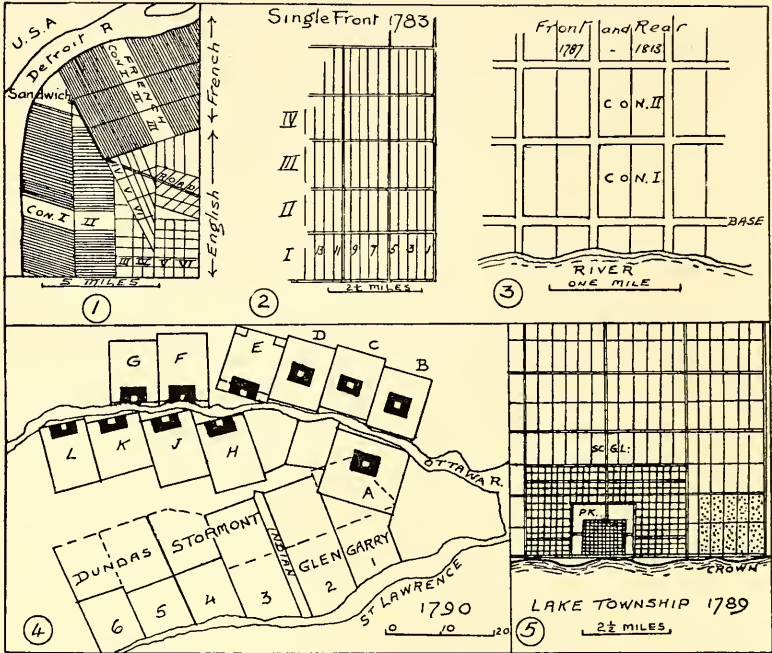 U.S.A
Detroit R
Sandwich
FRENCH
CON.I
II
III
CON. I
II
IV
V
VI
ROAD
III
IV
V
VI
5 MILES
1
French
English
Single Front 1783
IV
III
II
I
13 11 9 7 5 3 1
2½ MILES
2
Front and Rear
1787 - 1813
CON. II
CON. I
BASE
RIVER
ONE MILE
3
G
F
E
D
C
B
L
K
J
H
A
OTTAWA R.
DUNDAS
STORMONT
INDIAN
GLEN GARRY
6
5
4
3
2
1
ST LAWRENCE
1790
0 10 20
4
SC. G.L:
PK.
CROWN
LAKE TOWNSHIP 1789
2½ MILES
5